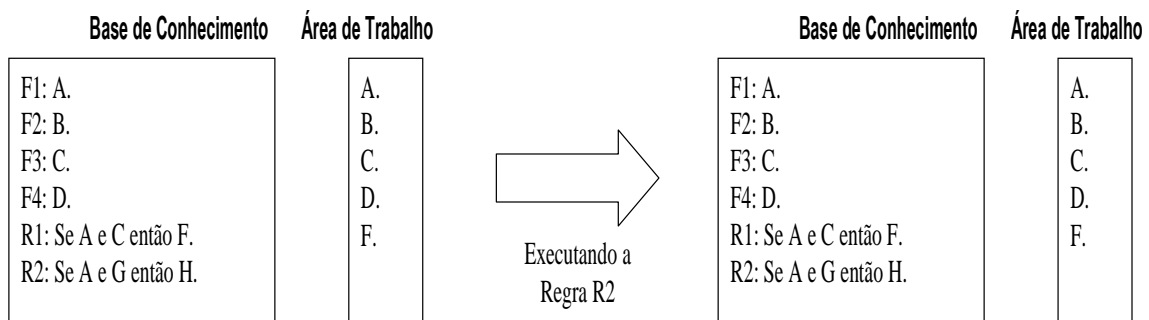 Base de Conhecimento Área de Trabalho
F1: A.
F2: B.
F3: C.
F4: D.
R1: Se A e C então F.
R2: Se A e G então H.
A.
B.
C.
D.
F.
Executando a
Regra R2
Base de Conhecimento Área de Trabalho
F1: A.
F2: B.
F3: C.
F4: D.
R1: Se A e C então F.
R2: Se A e G então H.
A.
B.
C.
D.
F.